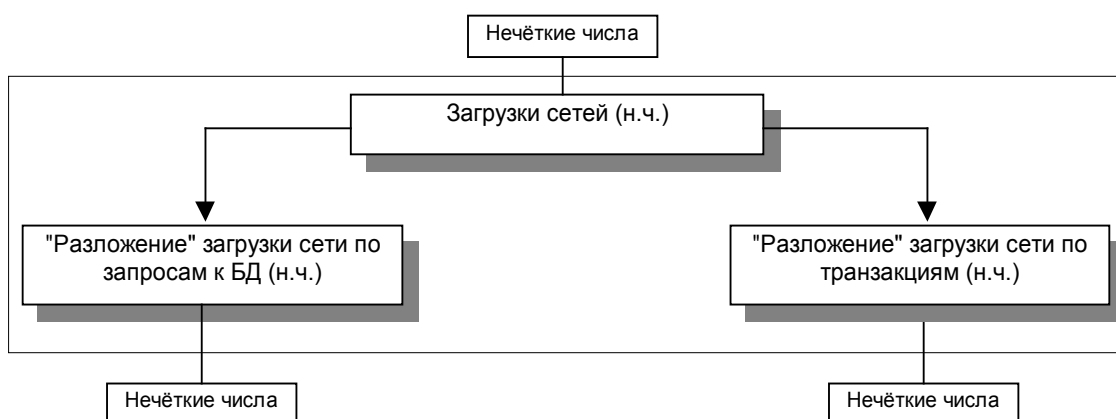 Нечёткие числа
Загрузки сетей (н.ч.)
"Разложение" загрузки сети по
запросам к БД (н.ч.)
"Разложение" загрузки сети по
транзакциям (н.ч.)
Нечёткие числа
Нечёткие числа